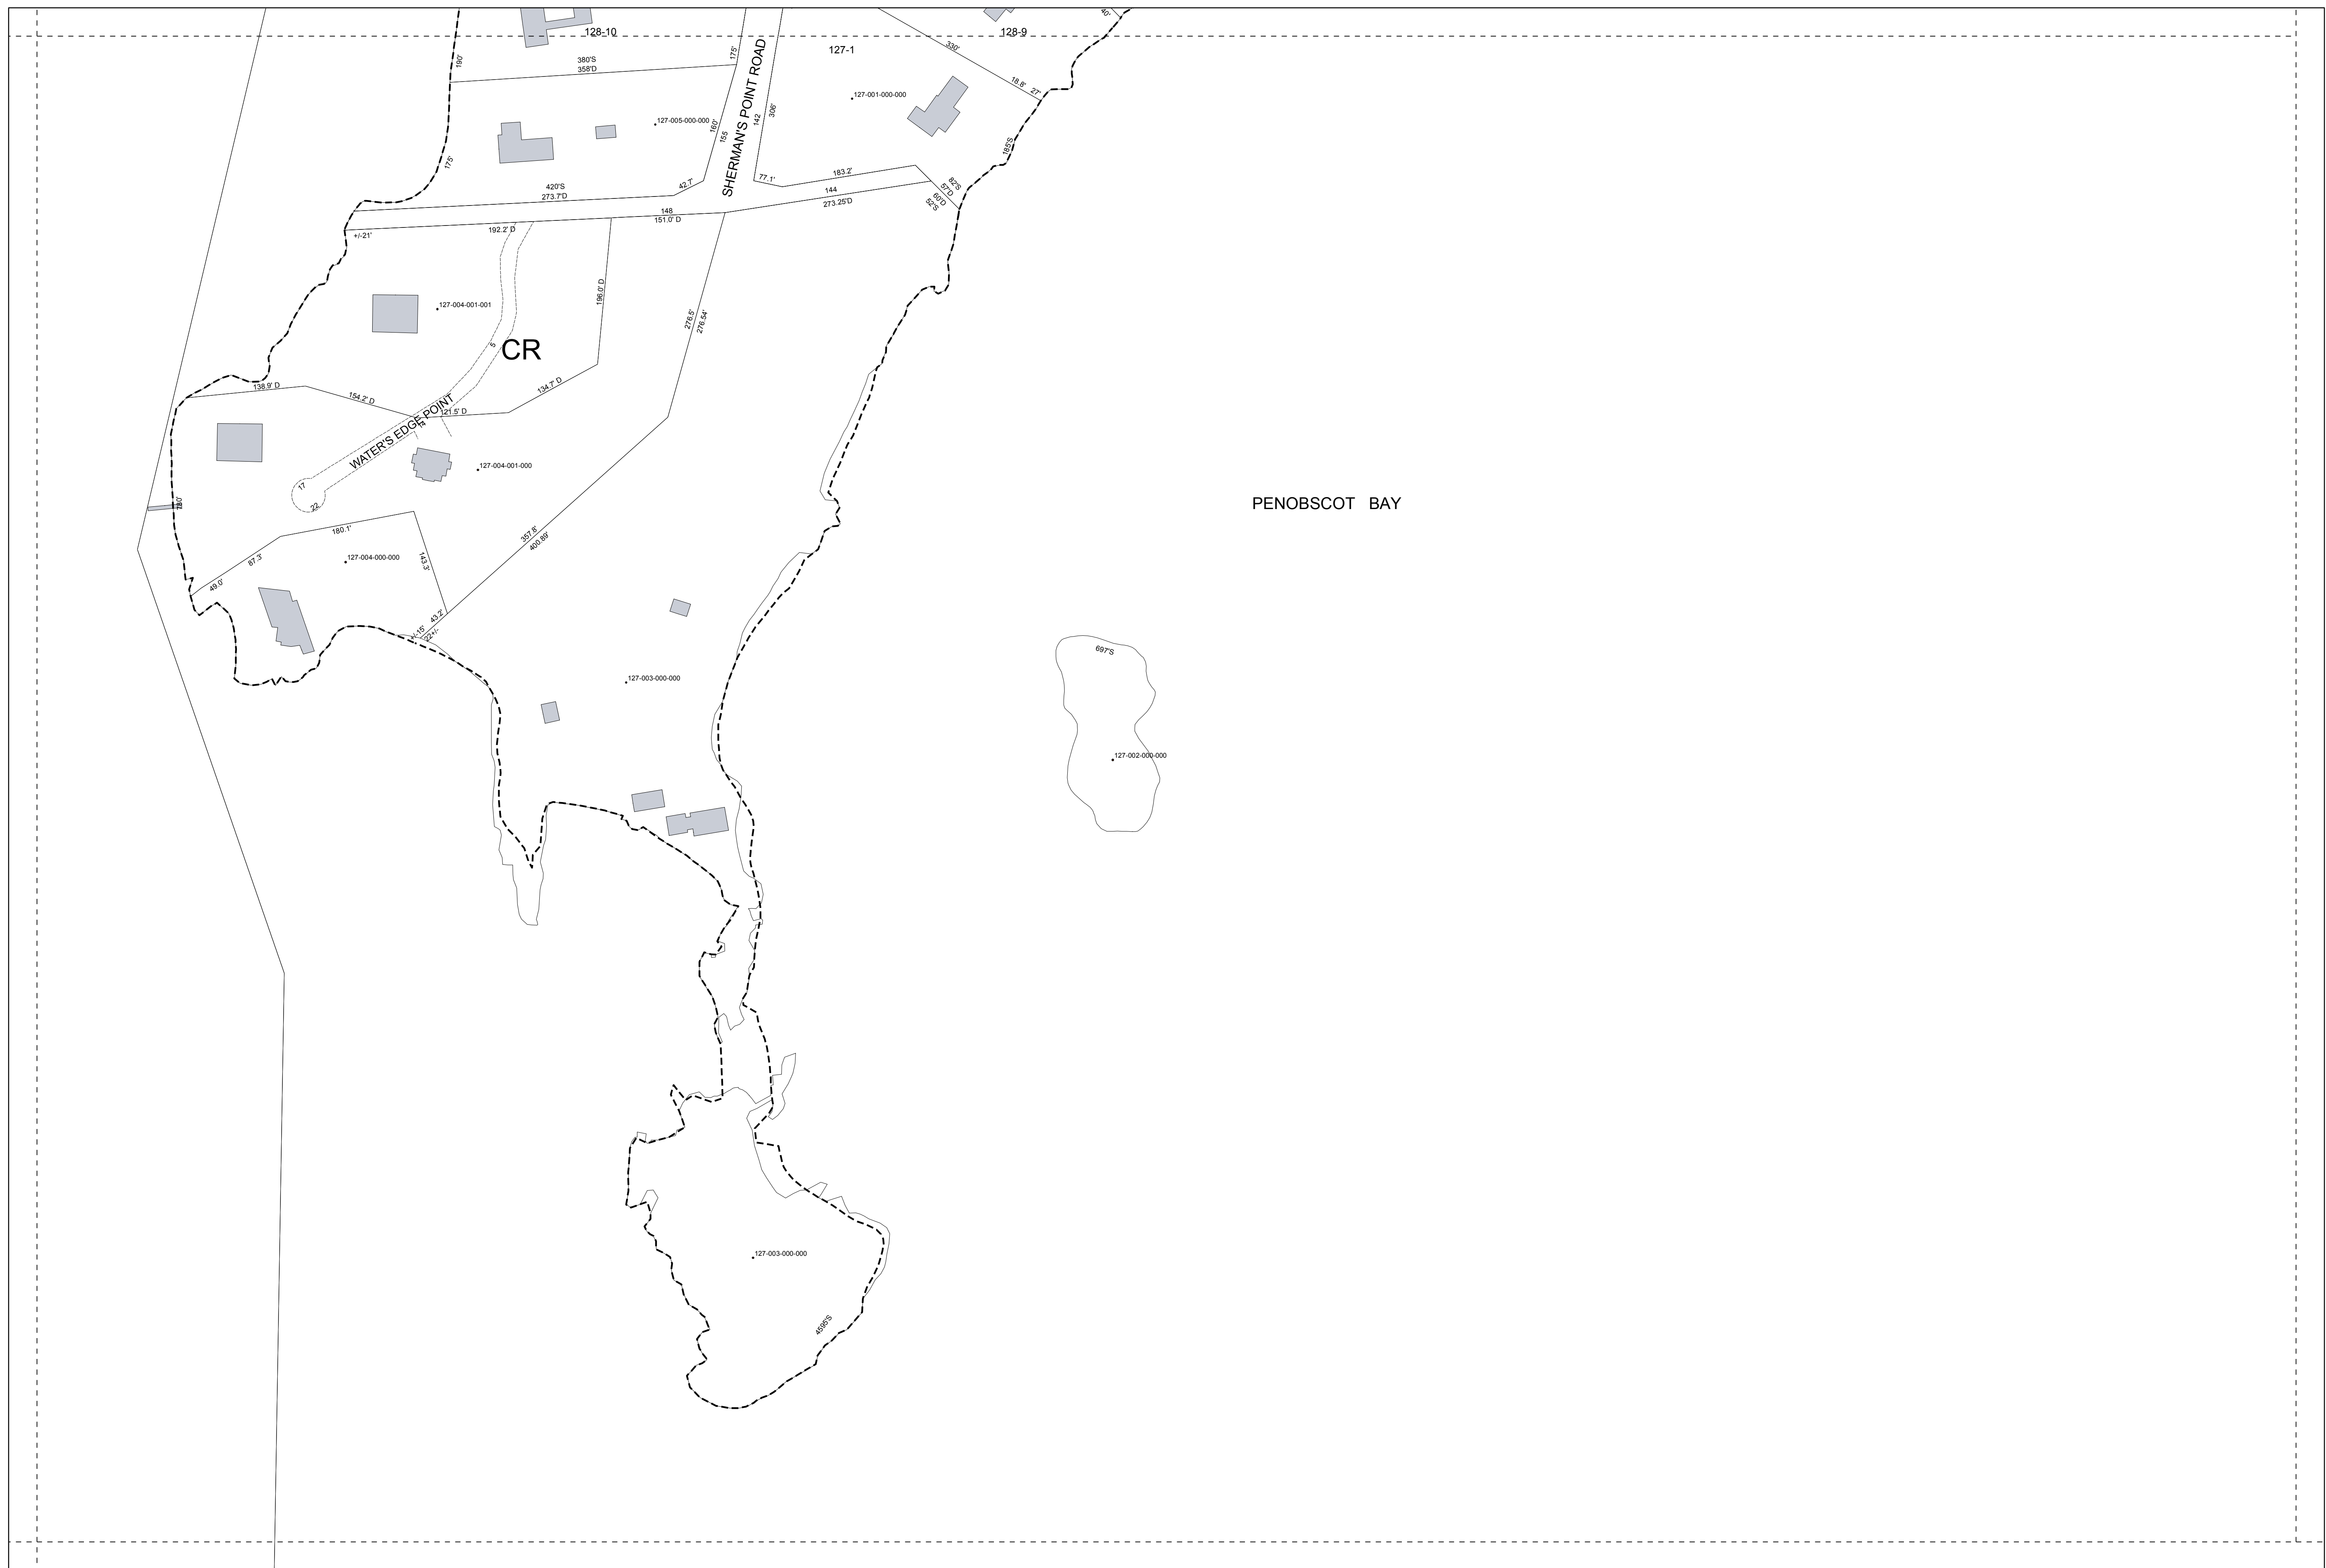 40'
128-10
128-9
127-1
330'
175'
190'
380'S
358'D
SHERMAN'S POINT ROAD
18.8'
27'
127-001-000-000
306'
142
127-005-000-000
160'
155
185'S
175'
77.1'
183.2'
82'S
57'D
60'D
52'S
420'S
273.7'D
42.7'
144
273.25'D
148
151.0' D
192.2' D
+/-21'
196.0' D
127-004-001-001
276.5'
276.54'
5
CR
138.9' D
154.2' D
134.7' D
121.5' D
14
WATER'S EDGE POINT
127-004-001-000
17
22
180'
PENOBSCOT BAY
180.1'
357.8'
400.89'
87.3'
127-004-000-000
143.3'
49.0'
43.2'
+/-15'
22+/-
697'S
127-003-000-000
127-002-000-000
127-003-000-000
4595'S